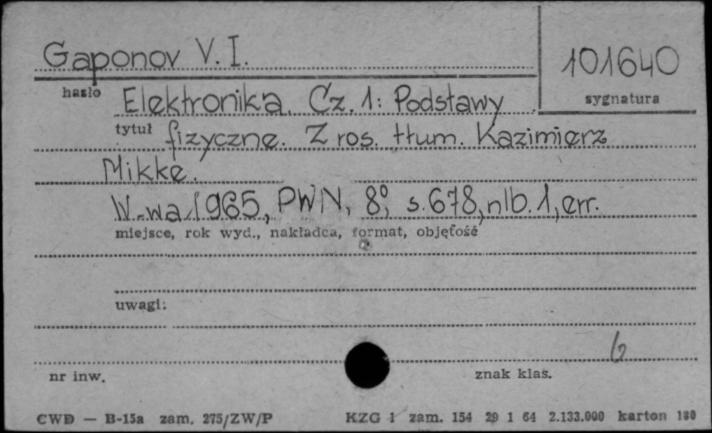 Gaponov V. I.
101640
hasło
sygnatura
Elektronika. Cz. 1: Podstawy
tytuł fizyczne. Z ros. tłum. Kazimierz
Mikke.
W-wa 1965, PWN, 8°, s. 678, nlb. 1, err.
miejsce, rok wyd., nakładca, format, objętość
uwagi:
6
nr inw.
znak klas.
CWD — B-15a zam. 275/ZW/P
KZG 1 zam. 154 29 1 64 2.133.000 karton 180